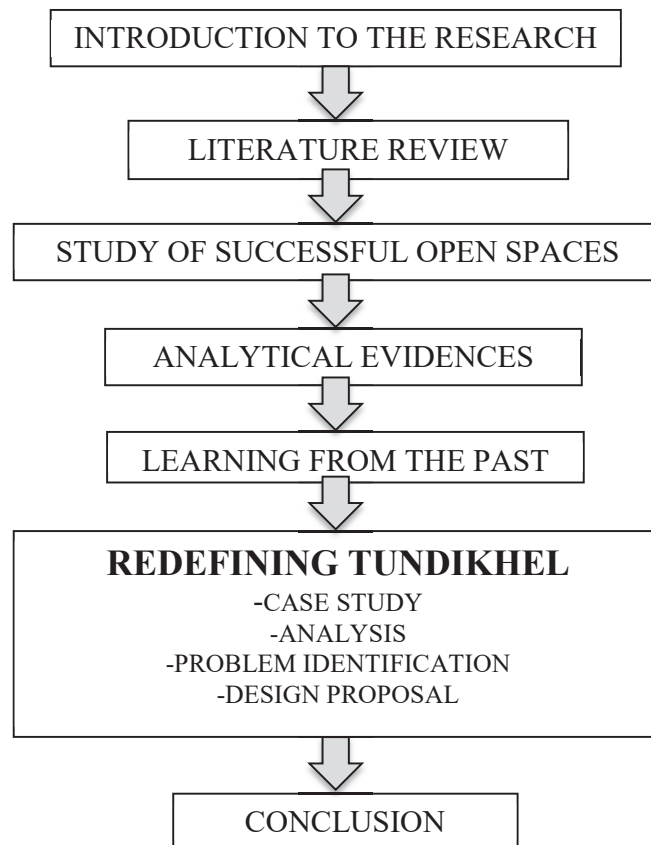 INTRODUCTION TO THE RESEARCH
LITERATURE REVIEW
STUDY OF SUCCESSFUL OPEN SPACES
ANALYTICAL EVIDENCES
LEARNING FROM THE PAST
REDEFINING TUNDIKHEL
-CASE STUDY
-ANALYSIS
-PROBLEM IDENTIFICATION
-DESIGN PROPOSAL
CONCLUSION